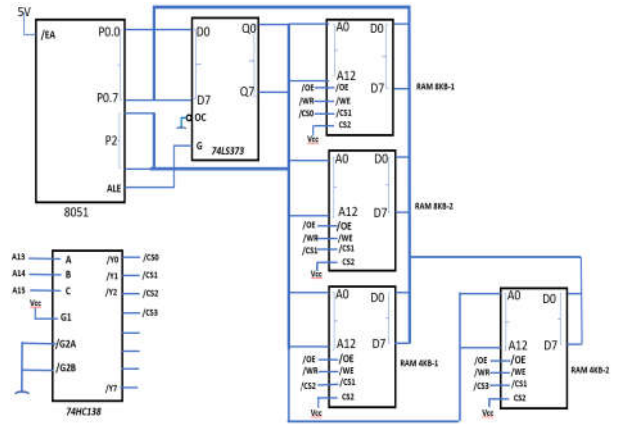 5V
/EA
P0.0
P0.7
P2
ALE
8051
D0
Q0
D7
Q7
OC
G
74LS373
A0
D0
A12
D7
/OE
/OE
/WR
/WE
/CS0
/CS1
CS2
Vcc
RAM 8KB-1
A0
D0
A12
D7
/OE
/OE
/WR
/WE
/CS1
/CS1
CS2
Vcc
RAM 8KB-2
A0
D0
A12
D7
/OE
/OE
/WR
/WE
/CS2
/CS1
CS2
Vcc
RAM 4KB-1
A0
D0
A12
D7
/OE
/OE
/WR
/WE
/CS3
/CS1
CS2
Vcc
RAM 4KB-2
A13
A
/Y0
/CS0
A14
B
/Y1
/CS1
A15
C
/Y2
/CS2
Vcc
G1
/CS3
/G2A
/G2B
/Y7
74HC138